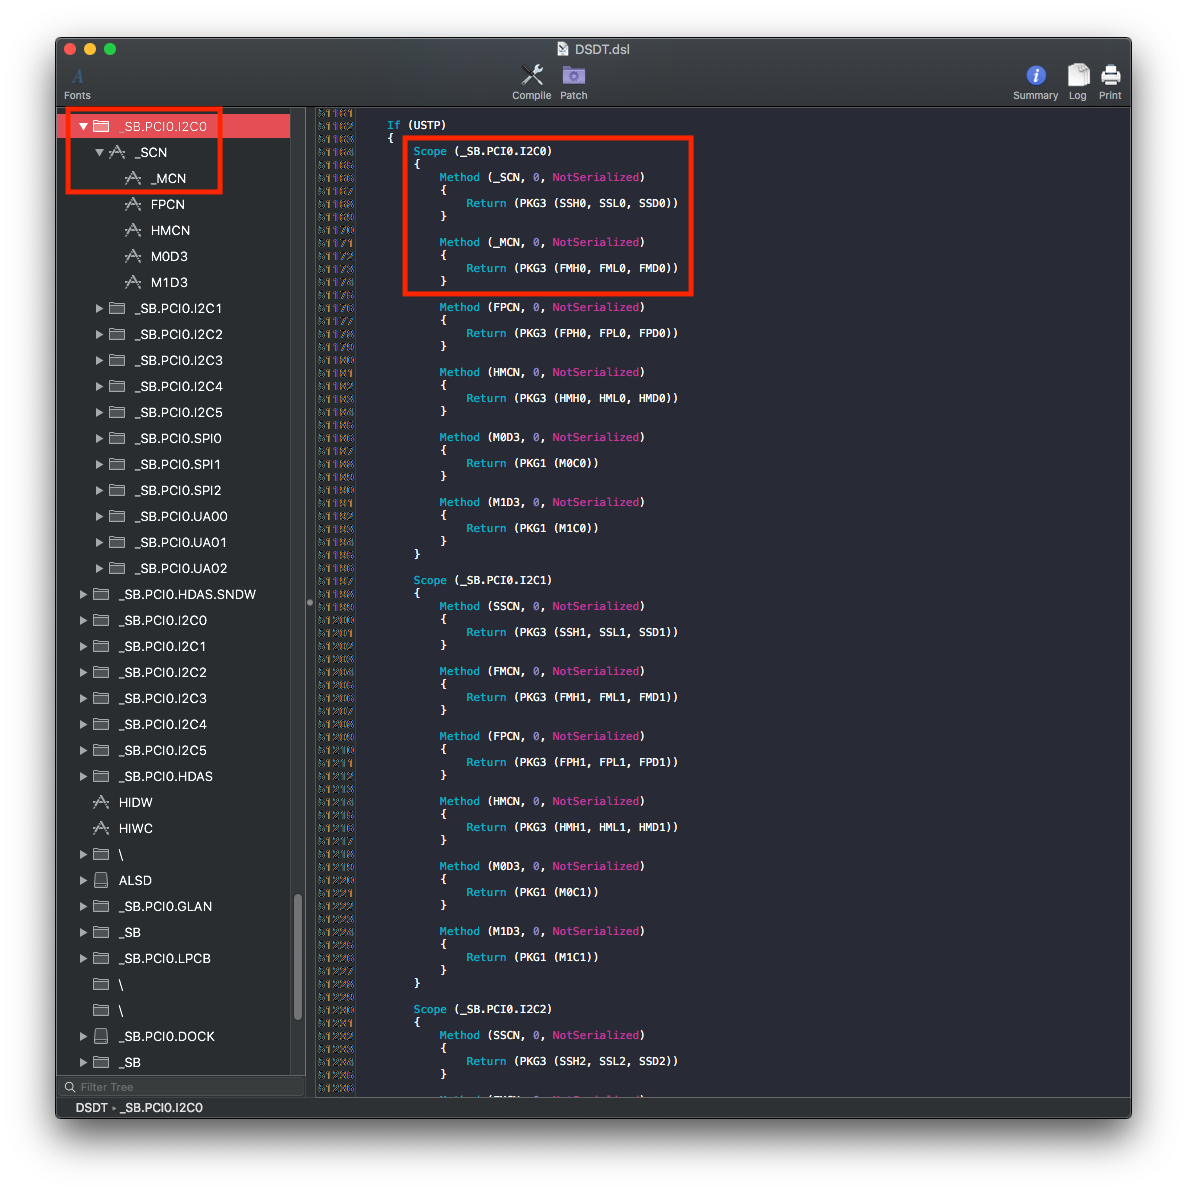 DSDT.dsl
Fonts
Compile
Patch
Summary
Log
Print
_SB.PCI0.I2C0
_SCN
_MCN
FPCN
HMCN
M0D3
M1D3
_SB.PCI0.I2C1
_SB.PCI0.I2C2
_SB.PCI0.I2C3
_SB.PCI0.I2C4
_SB.PCI0.I2C5
_SB.PCI0.SPI0
_SB.PCI0.SPI1
_SB.PCI0.SPI2
_SB.PCI0.UA00
_SB.PCI0.UA01
_SB.PCI0.UA02
_SB.PCI0.HDAS.SNDW
_SB.PCI0.I2C0
_SB.PCI0.I2C1
_SB.PCI0.I2C2
_SB.PCI0.I2C3
_SB.PCI0.I2C4
_SB.PCI0.I2C5
_SB.PCI0.HDAS
HIDW
HIWC
\
ALSD
_SB.PCI0.GLAN
_SB
_SB.PCI0.LPCB
\
\
_SB.PCI0.DOCK
_SB
Filter Tree
DSDT
_SB.PCI0.I2C0
If (USTP)
{
Scope (_SB.PCI0.I2C0)
{
Method (_SCN, 0, NotSerialized)
{
Return (PKG3 (SSH0, SSL0, SSD0))
}
Method (_MCN, 0, NotSerialized)
{
Return (PKG3 (FMH0, FML0, FMD0))
}
Method (FPCN, 0, NotSerialized)
{
Return (PKG3 (FPH0, FPL0, FPD0))
}
Method (HMCN, 0, NotSerialized)
{
Return (PKG3 (HMH0, HML0, HMD0))
}
Method (M0D3, 0, NotSerialized)
{
Return (PKG1 (M0C0))
}
Method (M1D3, 0, NotSerialized)
{
Return (PKG1 (M1C0))
}
}
Scope (_SB.PCI0.I2C1)
{
Method (SSCN, 0, NotSerialized)
{
Return (PKG3 (SSH1, SSL1, SSD1))
}
Method (FMCN, 0, NotSerialized)
{
Return (PKG3 (FMH1, FML1, FMD1))
}
Method (FPCN, 0, NotSerialized)
{
Return (PKG3 (FPH1, FPL1, FPD1))
}
Method (HMCN, 0, NotSerialized)
{
Return (PKG3 (HMH1, HML1, HMD1))
}
Method (M0D3, 0, NotSerialized)
{
Return (PKG1 (M0C1))
}
Method (M1D3, 0, NotSerialized)
{
Return (PKG1 (M1C1))
}
}
Scope (_SB.PCI0.I2C2)
{
Method (SSCN, 0, NotSerialized)
{
Return (PKG3 (SSH2, SSL2, SSD2))
}